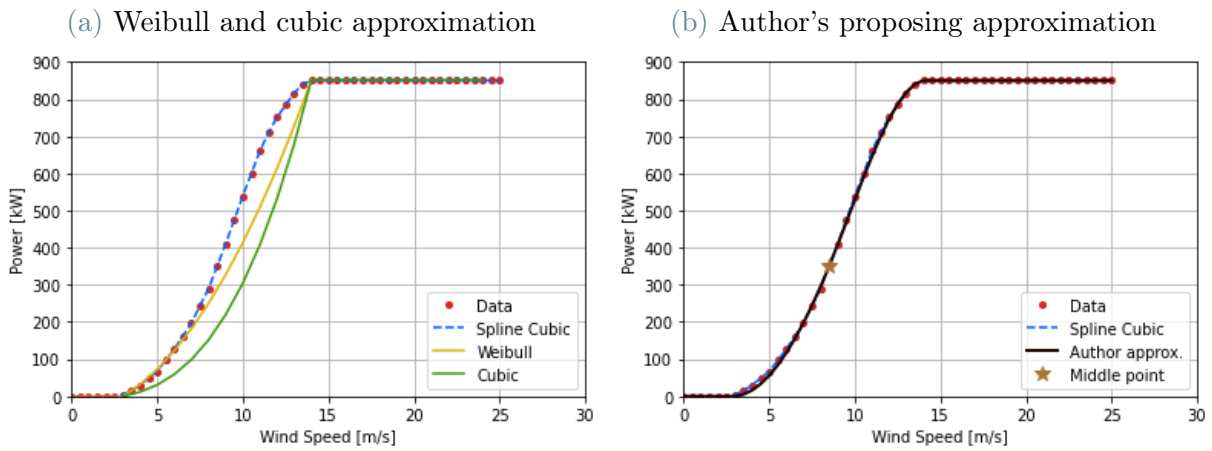 (a) Weibull and cubic approximation
(b) Author's proposing approximation
900
800
700
600
500
400
300
200
100
0
Power [kW]
0
5
10
15
20
25
30
Wind Speed [m/s]
Data
Spline Cubic
Weibull
Cubic
900
800
700
600
500
400
300
200
100
0
Power [kW]
0
5
10
15
20
25
30
Wind Speed [m/s]
Data
Spline Cubic
Author approx.
Middle point